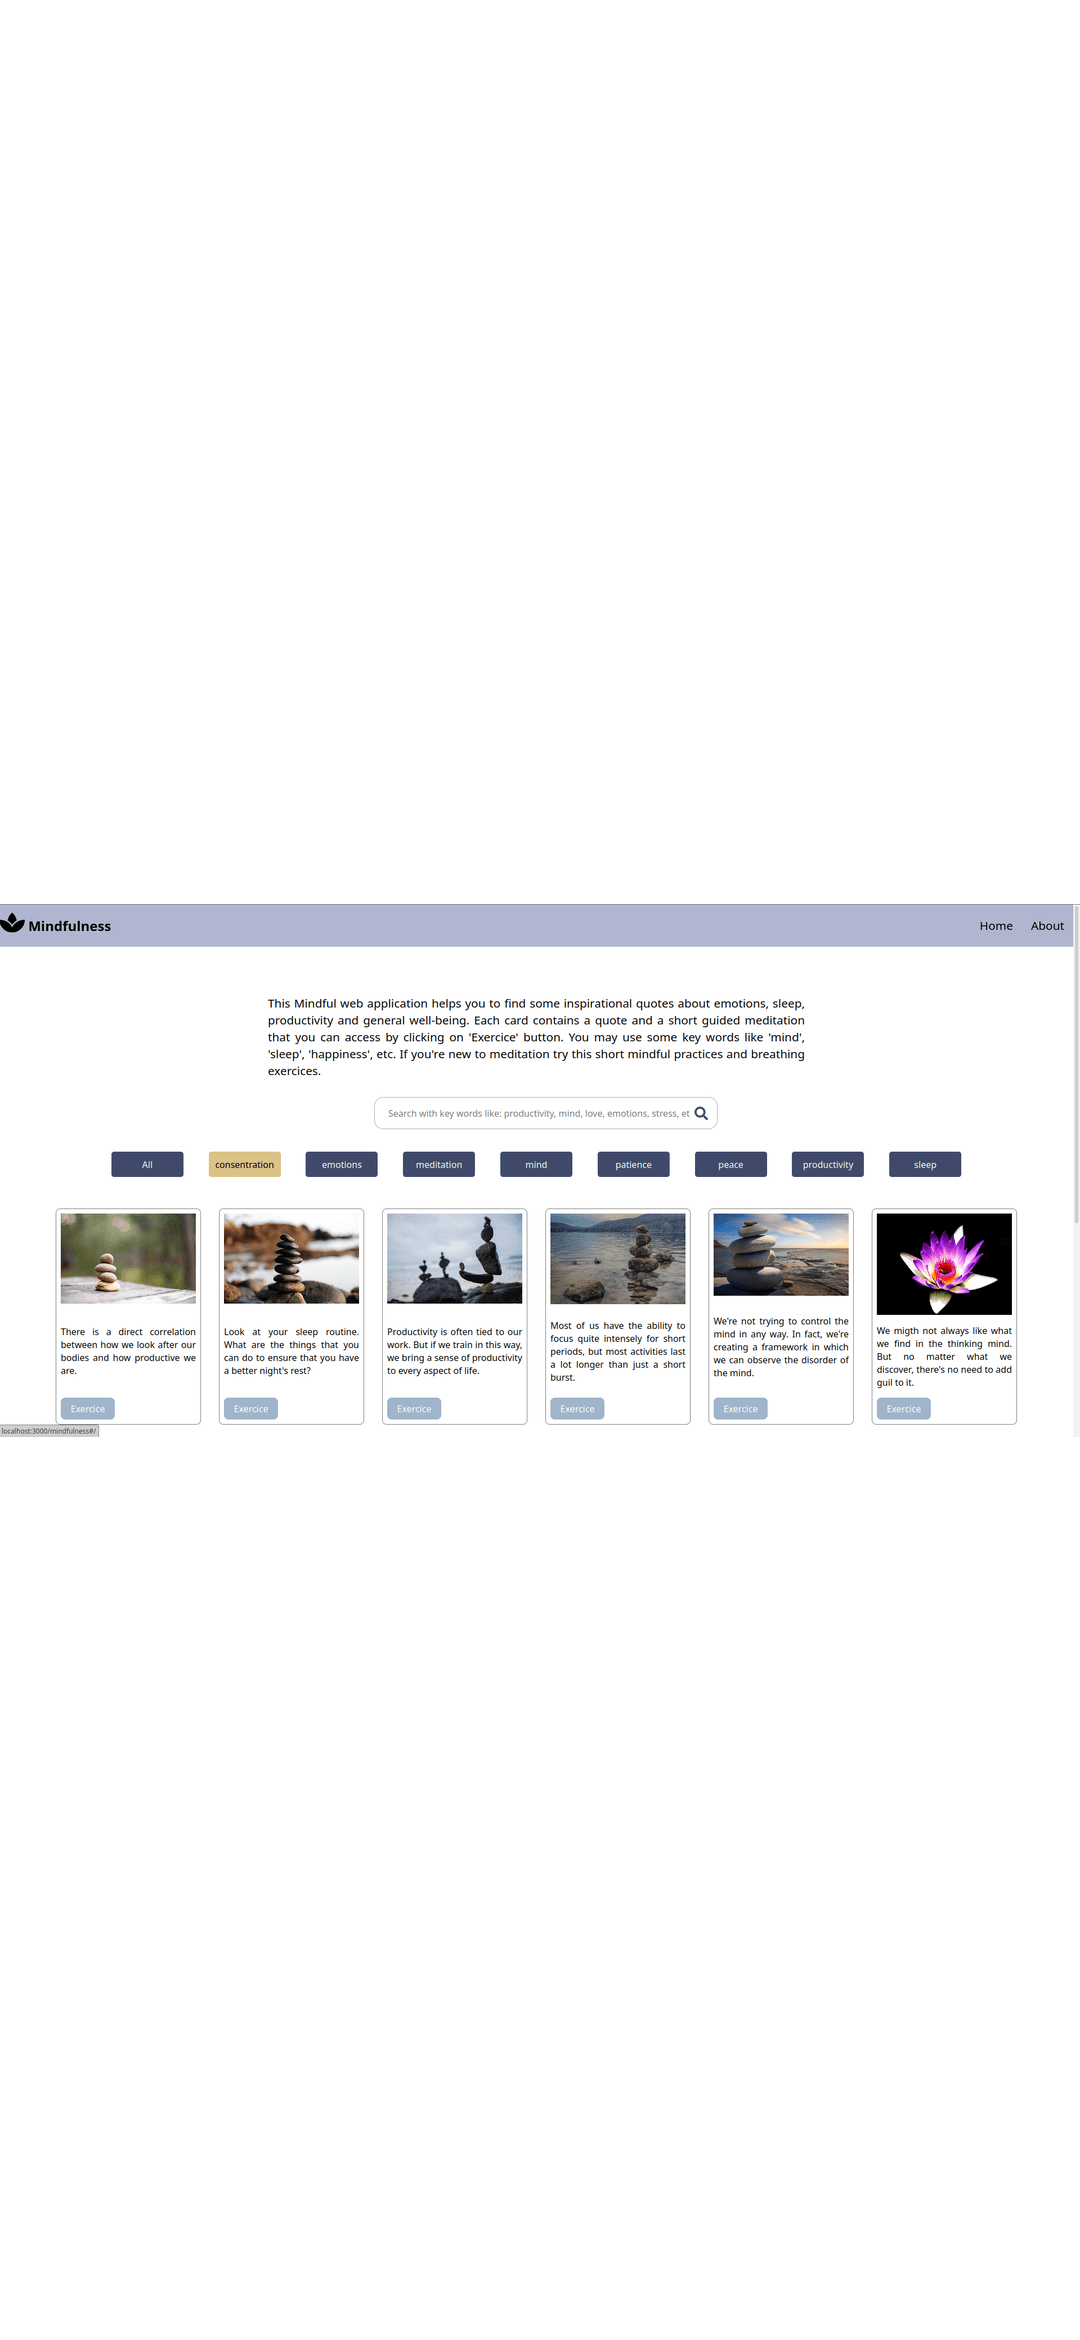 Mindfulness
Home About
This Mindful web application helps you to find some inspirational quotes about emotions, sleep,
productivity and general well-being. Each card contains a quote and a short guided meditation
that you can access by clicking on 'Exercice' button. You may use some key words like 'mind',
'sleep', 'happiness', etc. If you're new to meditation try this short mindful practices and breathing
exercices.
Search with key words like: productivity, mind, love, emotions, stress, et
All consentration emotions meditation mind patience peace productivity sleep
There is a direct correlation
between how we look after our
bodies and how productive we
are.
Exercice
Look at your sleep routine.
What are the things that you
can do to ensure that you have
a better night's rest?
Exercice
Productivity is often tied to our
work. But if we train in this way,
we bring a sense of productivity
to every aspect of life.
Exercice
Most of us have the ability to
focus quite intensely for short
periods, but most activities last
a lot longer than just a short
burst.
Exercice
We're not trying to control the
mind in any way. In fact, we're
creating a framework in which
we can observe the disorder of
the mind.
Exercice
We migth not always like what
we find in the thinking mind.
But no matter what we
discover, there's no need to add
guil to it.
Exercice
localhost:3000/mindfulness#/